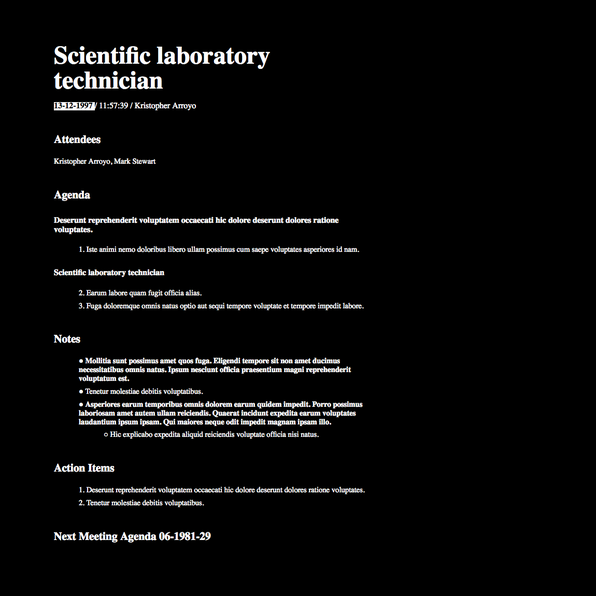 Scientific laboratory
technician
13-12-1997 / 11:57:39 / Kristopher Arroyo
Attendees
Kristopher Arroyo, Mark Stewart
Agenda
Deserunt reprehenderit voluptatem occaecati hic dolore deserunt dolores ratione
voluptates.
1. Iste animi nemo doloribus libero ullam possimus cum saepe voluptates asperiores id nam.
Scientific laboratory technician
2. Earum labore quam fugit officia alias.
3. Fuga doloremque omnis natus optio aut sequi tempore voluptate et tempore impedit labore.
Notes
● Mollitia sunt possimus amet quos fuga. Eligendi tempore sit non amet ducimus
necessitatibus omnis natus. Ipsum nesciunt officia praesentium magni reprehenderit
voluptatum est.
● Tenetur molestiae debitis voluptatibus.
● Asperiores earum temporibus omnis dolorem earum quidem impedit. Porro possimus
laboriosam amet autem ullam reiciendis. Quaerat incidunt expedita earum voluptates
laudantium ipsum ipsam. Qui maiores neque odit impedit magnam ipsam illo.
○ Hic explicabo expedita aliquid reiciendis voluptate officia nisi natus.
Action Items
1. Deserunt reprehenderit voluptatem occaecati hic dolore deserunt dolores ratione voluptates.
2. Tenetur molestiae debitis voluptatibus.
Next Meeting Agenda 06-1981-29